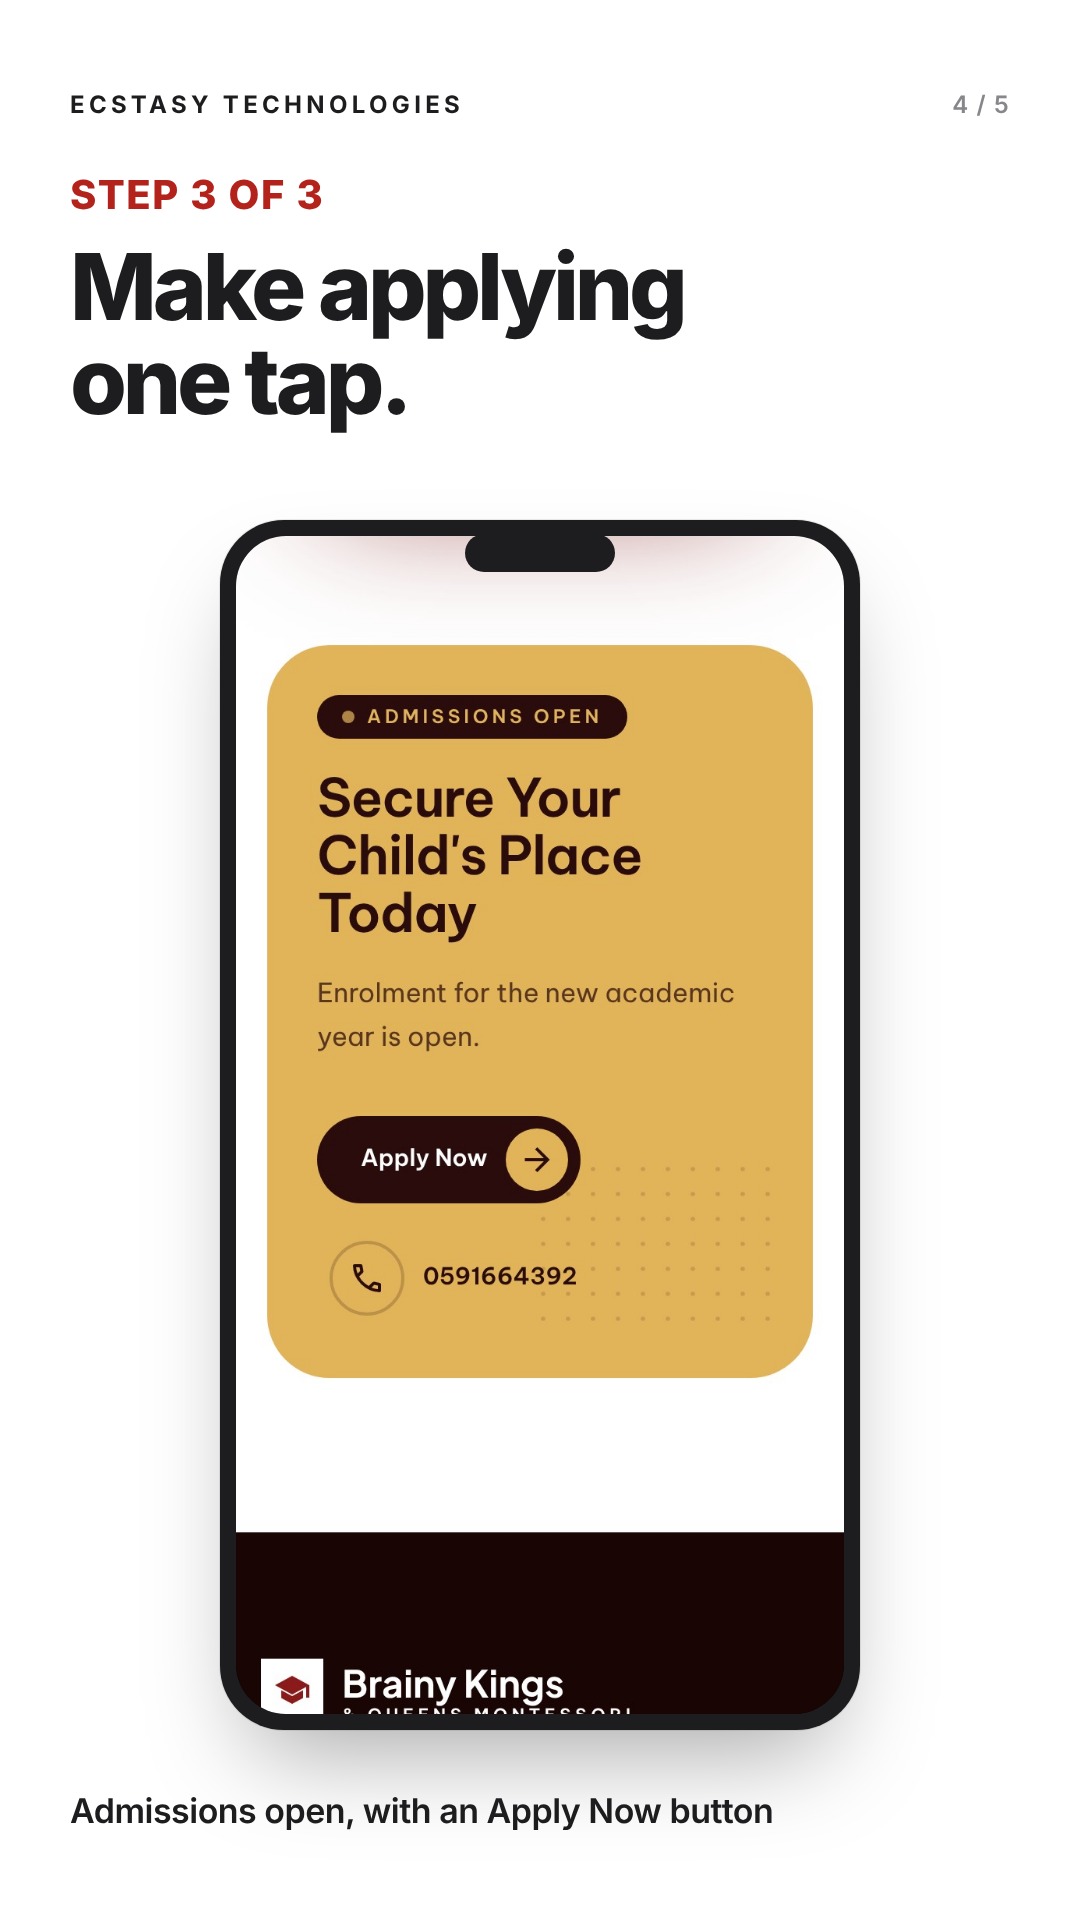 ECSTASY TECHNOLOGIES
4 / 5
STEP 3 OF 3
Make applying
one tap.
ADMISSIONS OPEN
Secure Your
Child's Place
Today
Enrolment for the new academic
year is open.
Apply Now
0591664392
Brainy Kings
& QUEENS MONTESSORI
Admissions open, with an Apply Now button